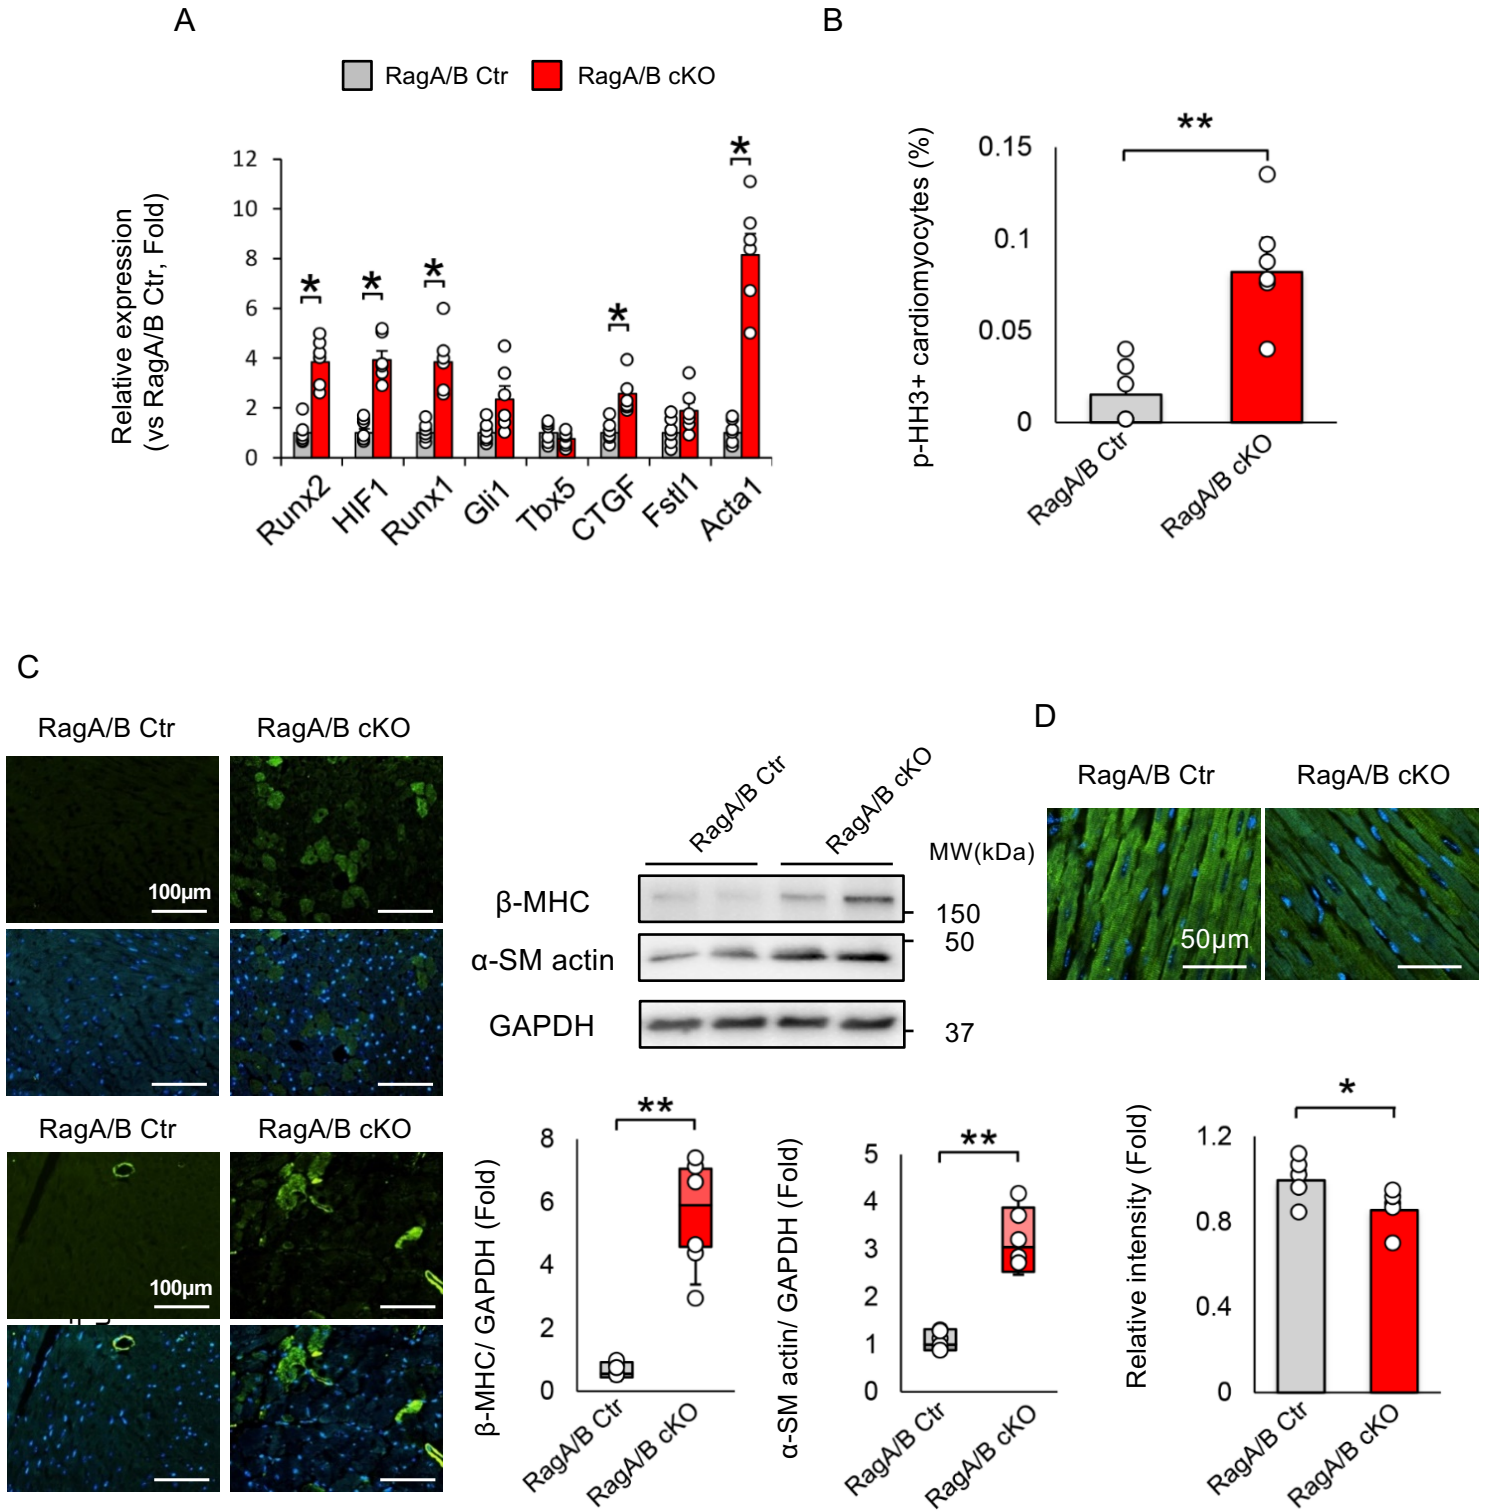 A
B
RagA/B Ctr
RagA/B cKO
**
*
Relative expression
(vs RagA/B Ctr, Fold)
12
10
8
6
4
2
0
*
*
*
*
Runx2
HIF1
Runx1
Gli1
Tbx5
CTGF
Fstl1
Acta1
p-HH3+ cardiomyocytes (%)
0.15
0.1
0.05
0
RagA/B Ctr
RagA/B cKO
C
D
RagA/B Ctr
RagA/B cKO
100μm
RagA/B Ctr
RagA/B cKO
100μm
RagA/B Ctr
RagA/B cKO
MW(kDa)
β-MHC
150
50
α-SM actin
GAPDH
37
β-MHC/ GAPDH (Fold)
8
6
4
2
0
**
RagA/B Ctr
RagA/B cKO
α-SM actin/ GAPDH (Fold)
5
4
3
2
1
0
**
RagA/B Ctr
RagA/B cKO
RagA/B Ctr
RagA/B cKO
50μm
Relative intensity (Fold)
1.2
0.8
0.4
0
*
RagA/B Ctr
RagA/B cKO